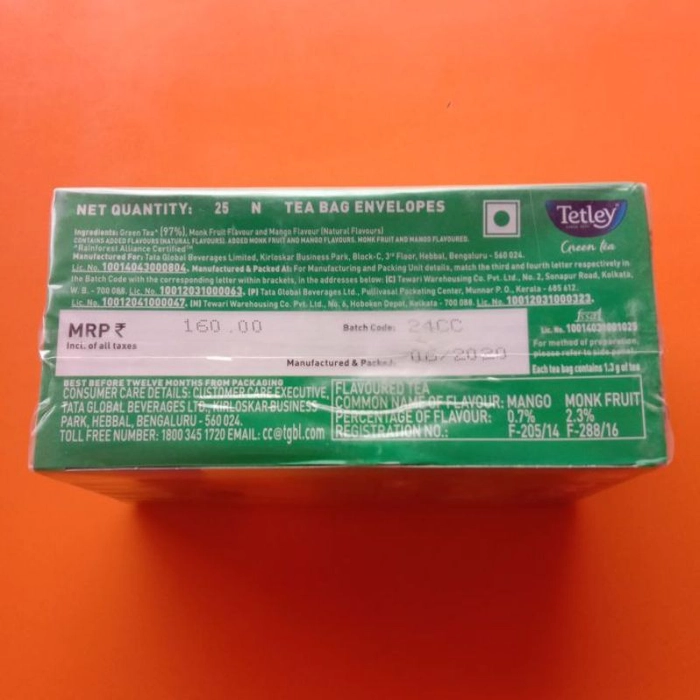 NET QUANTITY: 25 N TEA BAG ENVELOPES
Tetley
Green tea
Ingredients: Green Tea* (97%), Monk Fruit Flavour and Mango Flavour (Natural Flavours)
CONTAINS ADDED FLAVOURS (NATURAL FLAVOURS). ADDED MONK FRUIT AND MANGO FLAVOURS. MONK FRUIT AND MANGO FLAVOURED.
*Rainforest Alliance Certified™
Manufactured For: Tata Global Beverages Limited, Kirloskar Business Park, Block-C, 3rd Floor, Hebbal, Bengaluru - 560 024.
Lic. No. 10014043000804. Manufactured & Packed At: For Manufacturing and Packing Unit details, match the third and fourth letter respectively in
the Batch Code with the corresponding letter within brackets, in the addresses below: (C) Tewari Warehousing Co. Pvt. Ltd., No. 2, Sonapur Road, Kolkata,
W. B. - 700 088. Lic. No. 10012031000063. (P) Tata Global Beverages Ltd., Pullivasal Packeting Center, Munnar P. O., Kerala - 685 612.
Lic. No. 10012041000047. Tewari Warehousing Co. Pvt. Ltd., No. 6, Hoboken Depot, Kolkata - 700 088. Lic. No. 10012031000323.
fssai
Lic. No.
For method of preparation,
please refer to side panel.
Each tea bag contains 1.3 g of tea
MRP ₹ 160.00 Batch Code: 24CC
Incl. of all taxes
Manufactured & Packed /2020
BEST BEFORE TWELVE MONTHS FROM PACKAGING
CONSUMER CARE DETAILS: CUSTOMER CARE EXECUTIVE,
TATA GLOBAL BEVERAGES LTD., KIRLOSKAR BUSINESS
PARK, HEBBAL, BENGALURU - 560 024.
TOLL FREE NUMBER: 1800 345 1720 EMAIL: cc@tgbl.com
FLAVOURED TEA
COMMON NAME OF FLAVOUR: MANGO MONK FRUIT
PERCENTAGE OF FLAVOUR: 0.7% 2.3%
REGISTRATION NO.: F-205/14 F-288/16